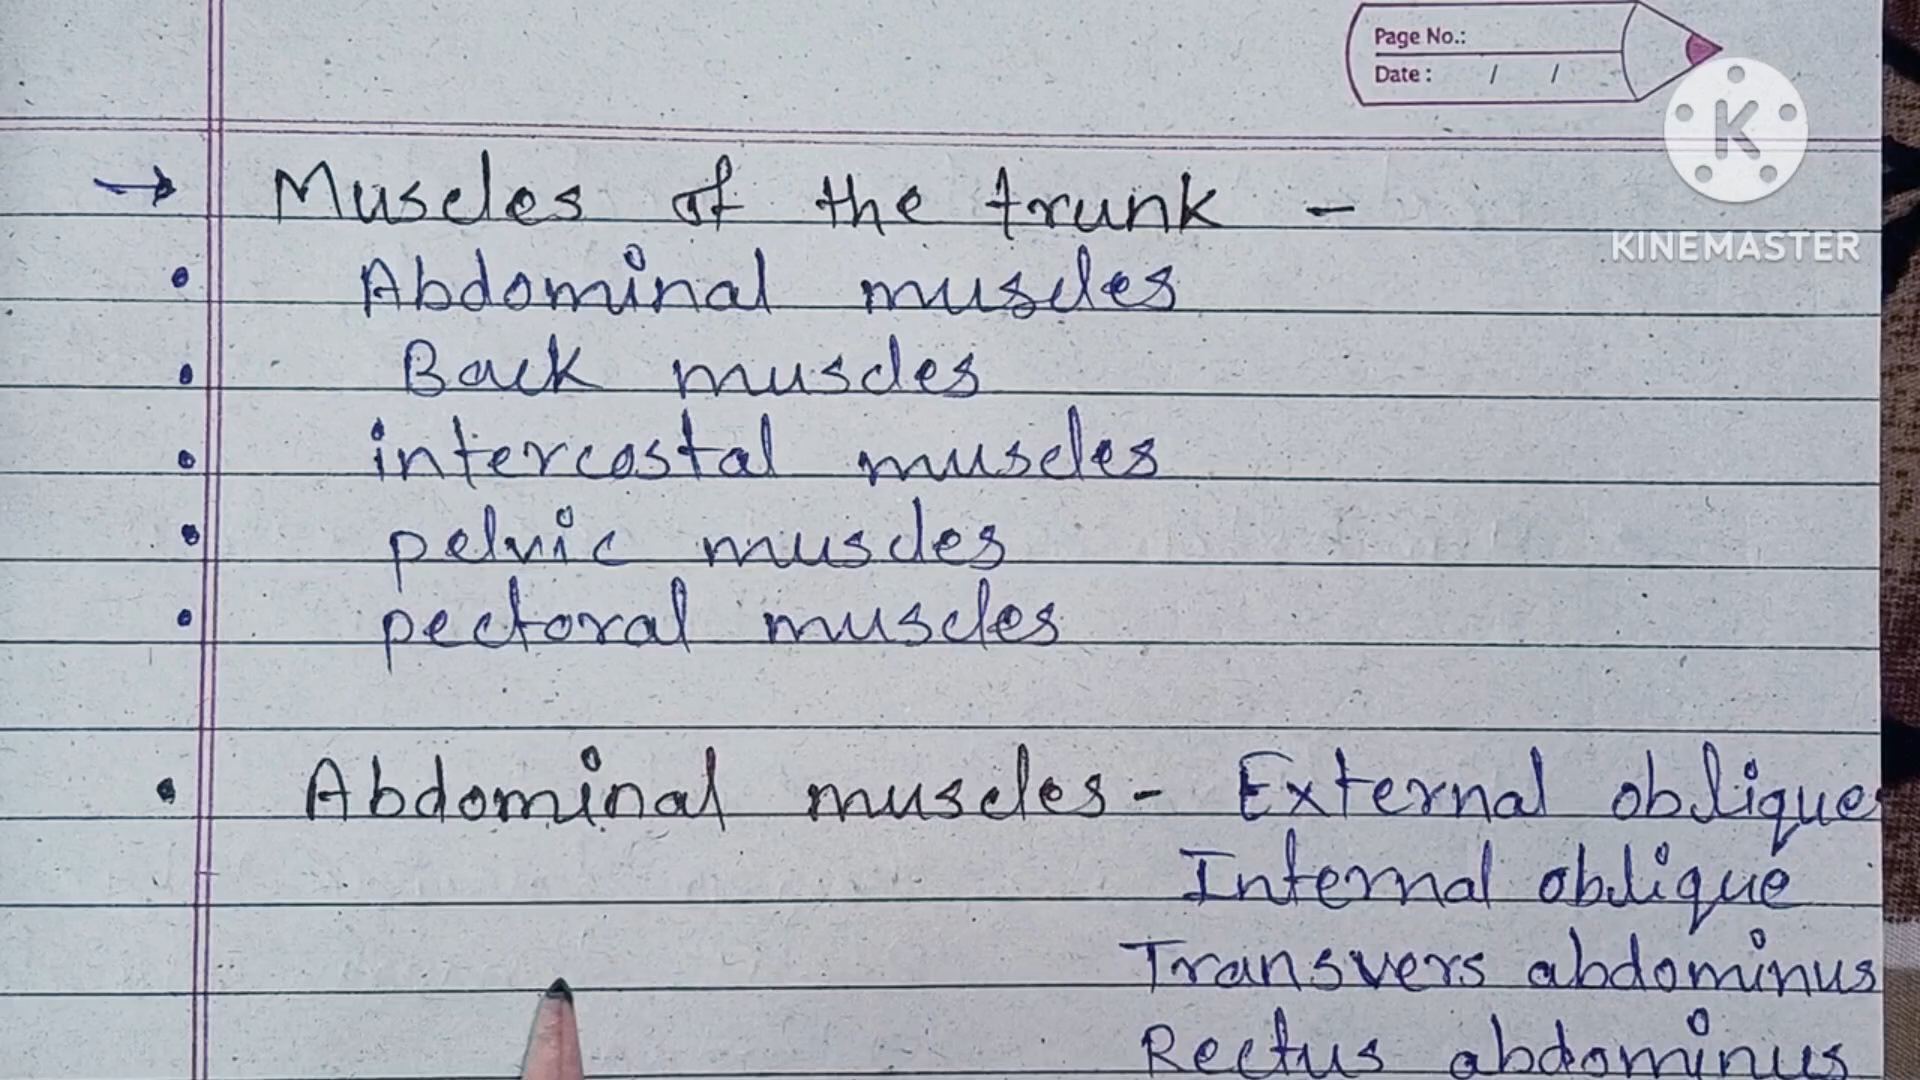 Page No.:
Date : / /
KINEMASTER
→ Muscles of the trunk -
• Abdominal muscles
• Back muscles
• intercostal muscles
• pelvic muscles
• pectoral muscles
• Abdominal muscles - External oblique
Internal oblique
Transvers abdominus
Rectus abdominus